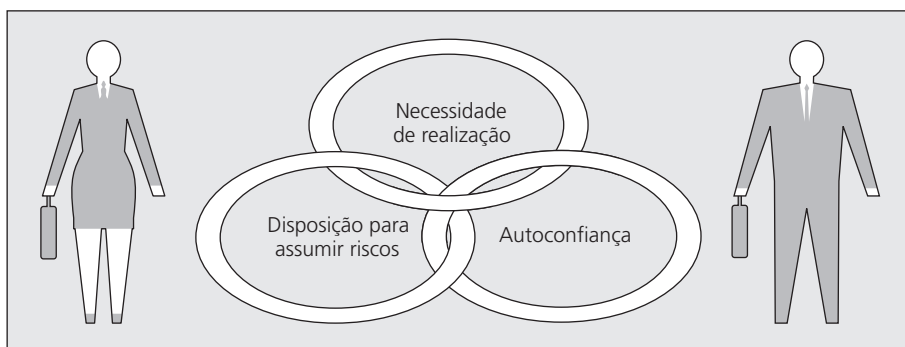 Necessidade
de realização
Disposição para
assumir riscos
Autoconfiança